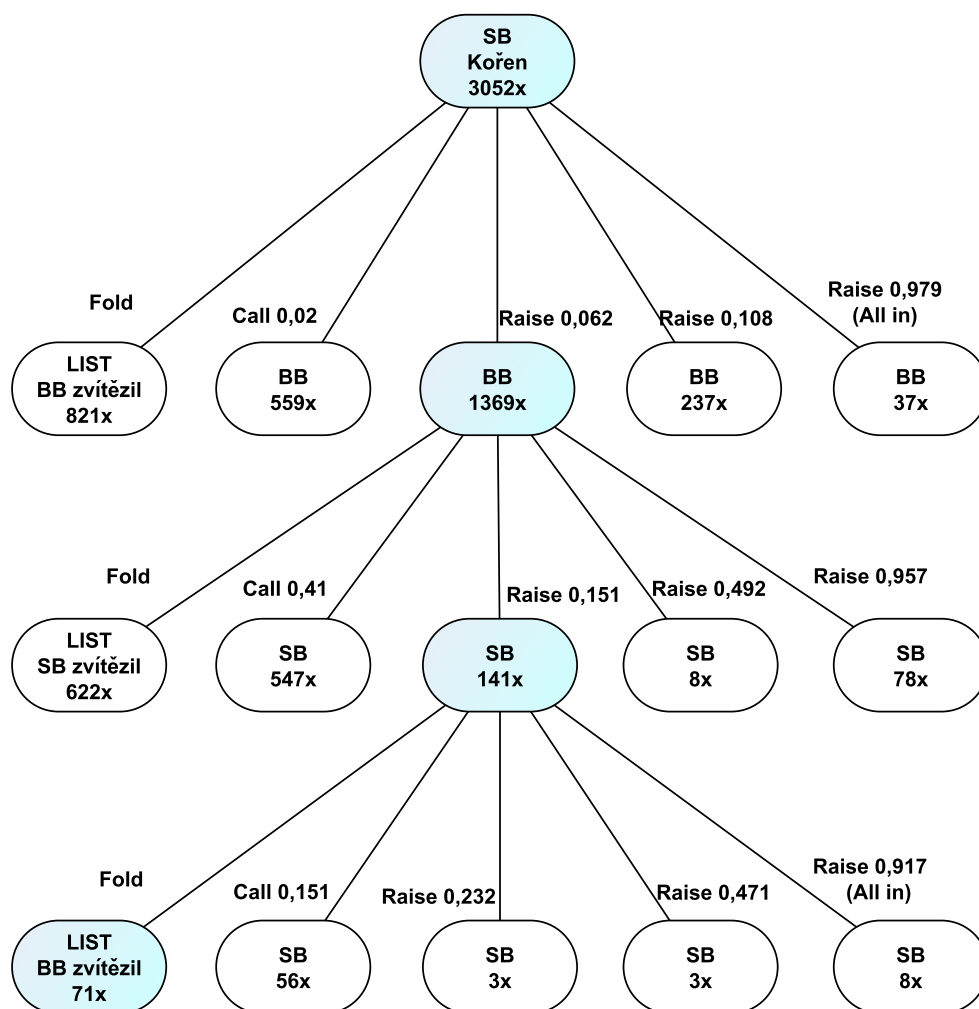 SB
Kořen
3052x
Fold
Call 0,02
Raise 0,062
Raise 0,108
Raise 0,979
(All in)
LIST
BB zvítězil
821x
BB
559x
BB
1369x
BB
237x
BB
37x
Fold
Call 0,41
Raise 0,151
Raise 0,492
Raise 0,957
LIST
SB zvítězil
622x
SB
547x
SB
141x
SB
8x
SB
78x
Fold
Call 0,151
Raise 0,232
Raise 0,471
Raise 0,917
(All in)
LIST
BB zvítězil
71x
SB
56x
SB
3x
SB
3x
SB
8x